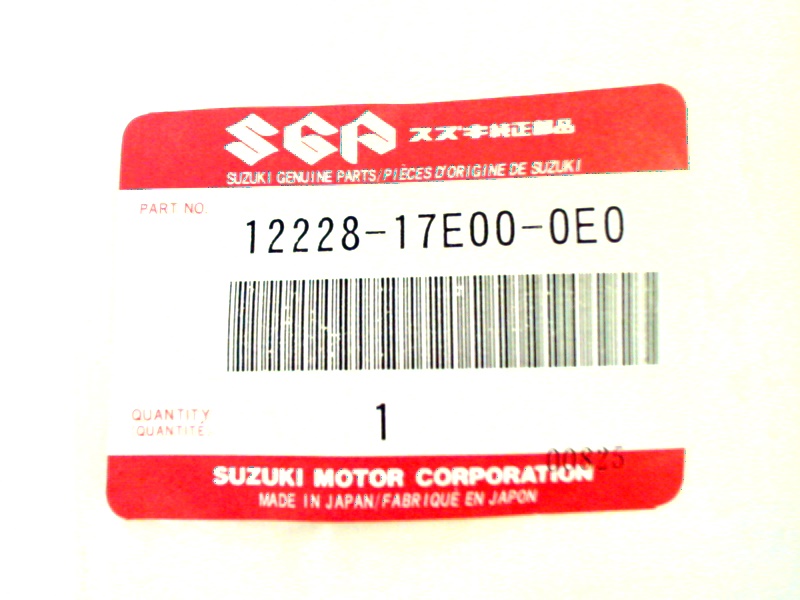 SGP スズキ純正部品
SUZUKI GENUINE PARTS/PIÈCES D'ORIGINE DE SUZUKI
PART NO.
12228-17E00-0E0
QUANTITY
QUANTITÉ
1
00825
SUZUKI MOTOR CORPORATION
MADE IN JAPAN/FABRIQUÉ EN JAPON